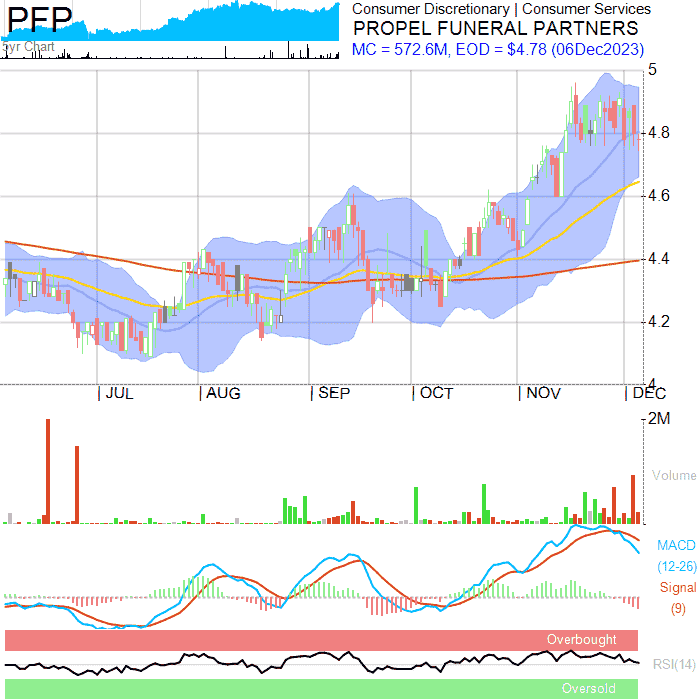 PFP
5yr Chart
Consumer Discretionary | Consumer Services
PROPEL FUNERAL PARTNERS
MC = 572.6M, EOD = $4.78 (06Dec2023)
5
4.8
4.6
4.4
4.2
4
JUL
AUG
SEP
OCT
NOV
DEC
2M
Volume
MACD
(12-26)
Signal
(9)
Overbought
RSI(14)
Oversold